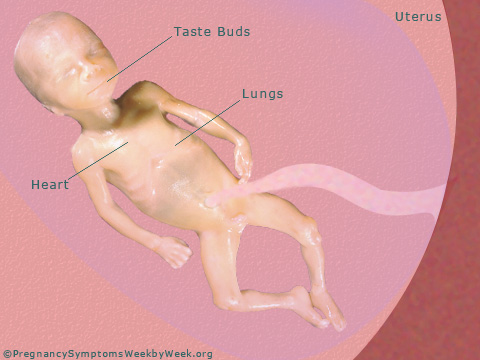 Uterus
Taste Buds
Lungs
Heart
©PregnancySymptomsWeekbyWeek.org